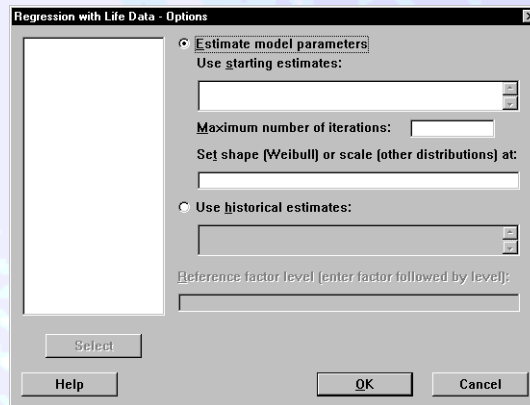 Regression with Life Data - Options
Estimate model parameters
Use starting estimates:
Maximum number of iterations:
Set shape (Weibull) or scale (other distributions) at:
Use historical estimates:
Reference factor level (enter factor followed by level):
Select
Help
OK
Cancel